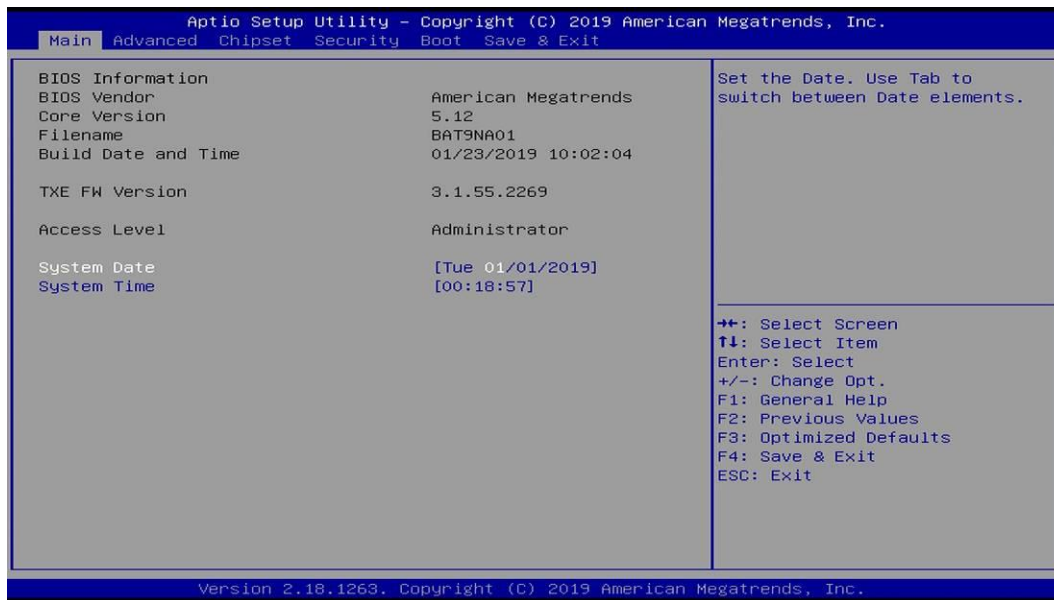 Aptio Setup Utility – Copyright (C) 2019 American Megatrends, Inc.
Main Advanced Chipset Security Boot Save & Exit
BIOS Information
BIOS Vendor American Megatrends
Core Version 5.12
Filename BAT9NA01
Build Date and Time 01/23/2019 10:02:04
TXE FW Version 3.1.55.2269
Access Level Administrator
System Date [Tue 01/01/2019]
System Time [00:18:57]
Set the Date. Use Tab to
switch between Date elements.
→←: Select Screen
↑↓: Select Item
Enter: Select
+/-: Change Opt.
F1: General Help
F2: Previous Values
F3: Optimized Defaults
F4: Save & Exit
ESC: Exit
Version 2.18.1263. Copyright (C) 2019 American Megatrends, Inc.